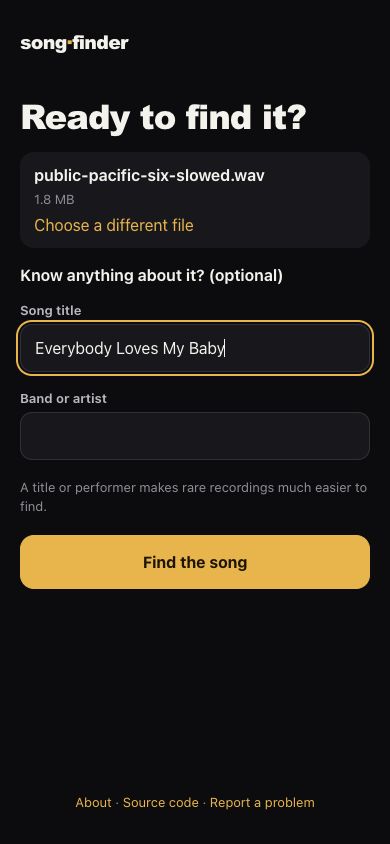 song·finder
Ready to find it?
public-pacific-six-slowed.wav
1.8 MB
Choose a different file
Know anything about it? (optional)
Song title
Everybody Loves My Baby
Band or artist
A title or performer makes rare recordings much easier to
find.
Find the song
About · Source code · Report a problem